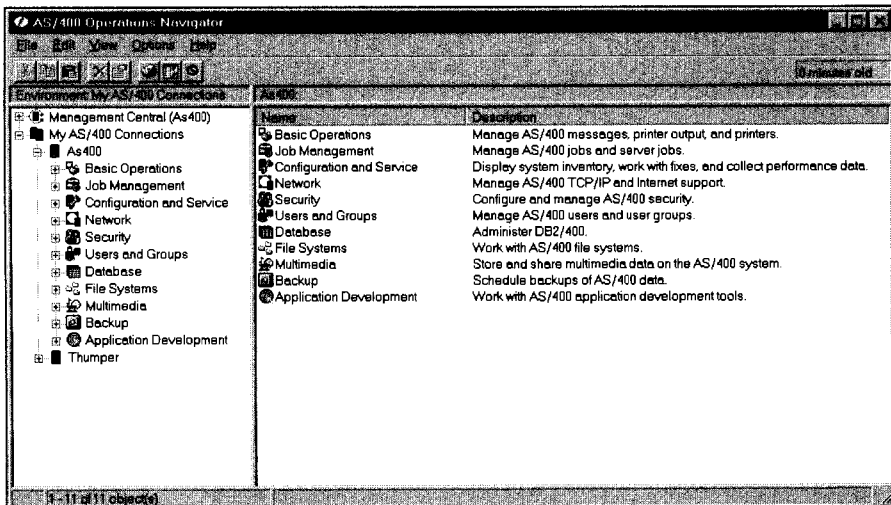 AS/400 Operations Navigator
File Edit View Options Help
10 minutes old
Environment: My AS/400 Connections
As400:
Management Central (As400)
My AS/400 Connections
As400
Basic Operations
Job Management
Configuration and Service
Network
Security
Users and Groups
Database
File Systems
Multimedia
Backup
Application Development
Thumper
Name Description
Basic Operations Manage AS/400 messages, printer output, and printers.
Job Management Manage AS/400 jobs and server jobs.
Configuration and Service Display system inventory, work with fixes, and collect performance data.
Network Manage AS/400 TCP/IP and Internet support.
Security Configure and manage AS/400 security.
Users and Groups Manage AS/400 users and user groups.
Database Administer DB2/400.
File Systems Work with AS/400 file systems.
Multimedia Store and share multimedia data on the AS/400 system.
Backup Schedule backups of AS/400 data.
Application Development Work with AS/400 application development tools.
1 - 11 of 11 object(s)